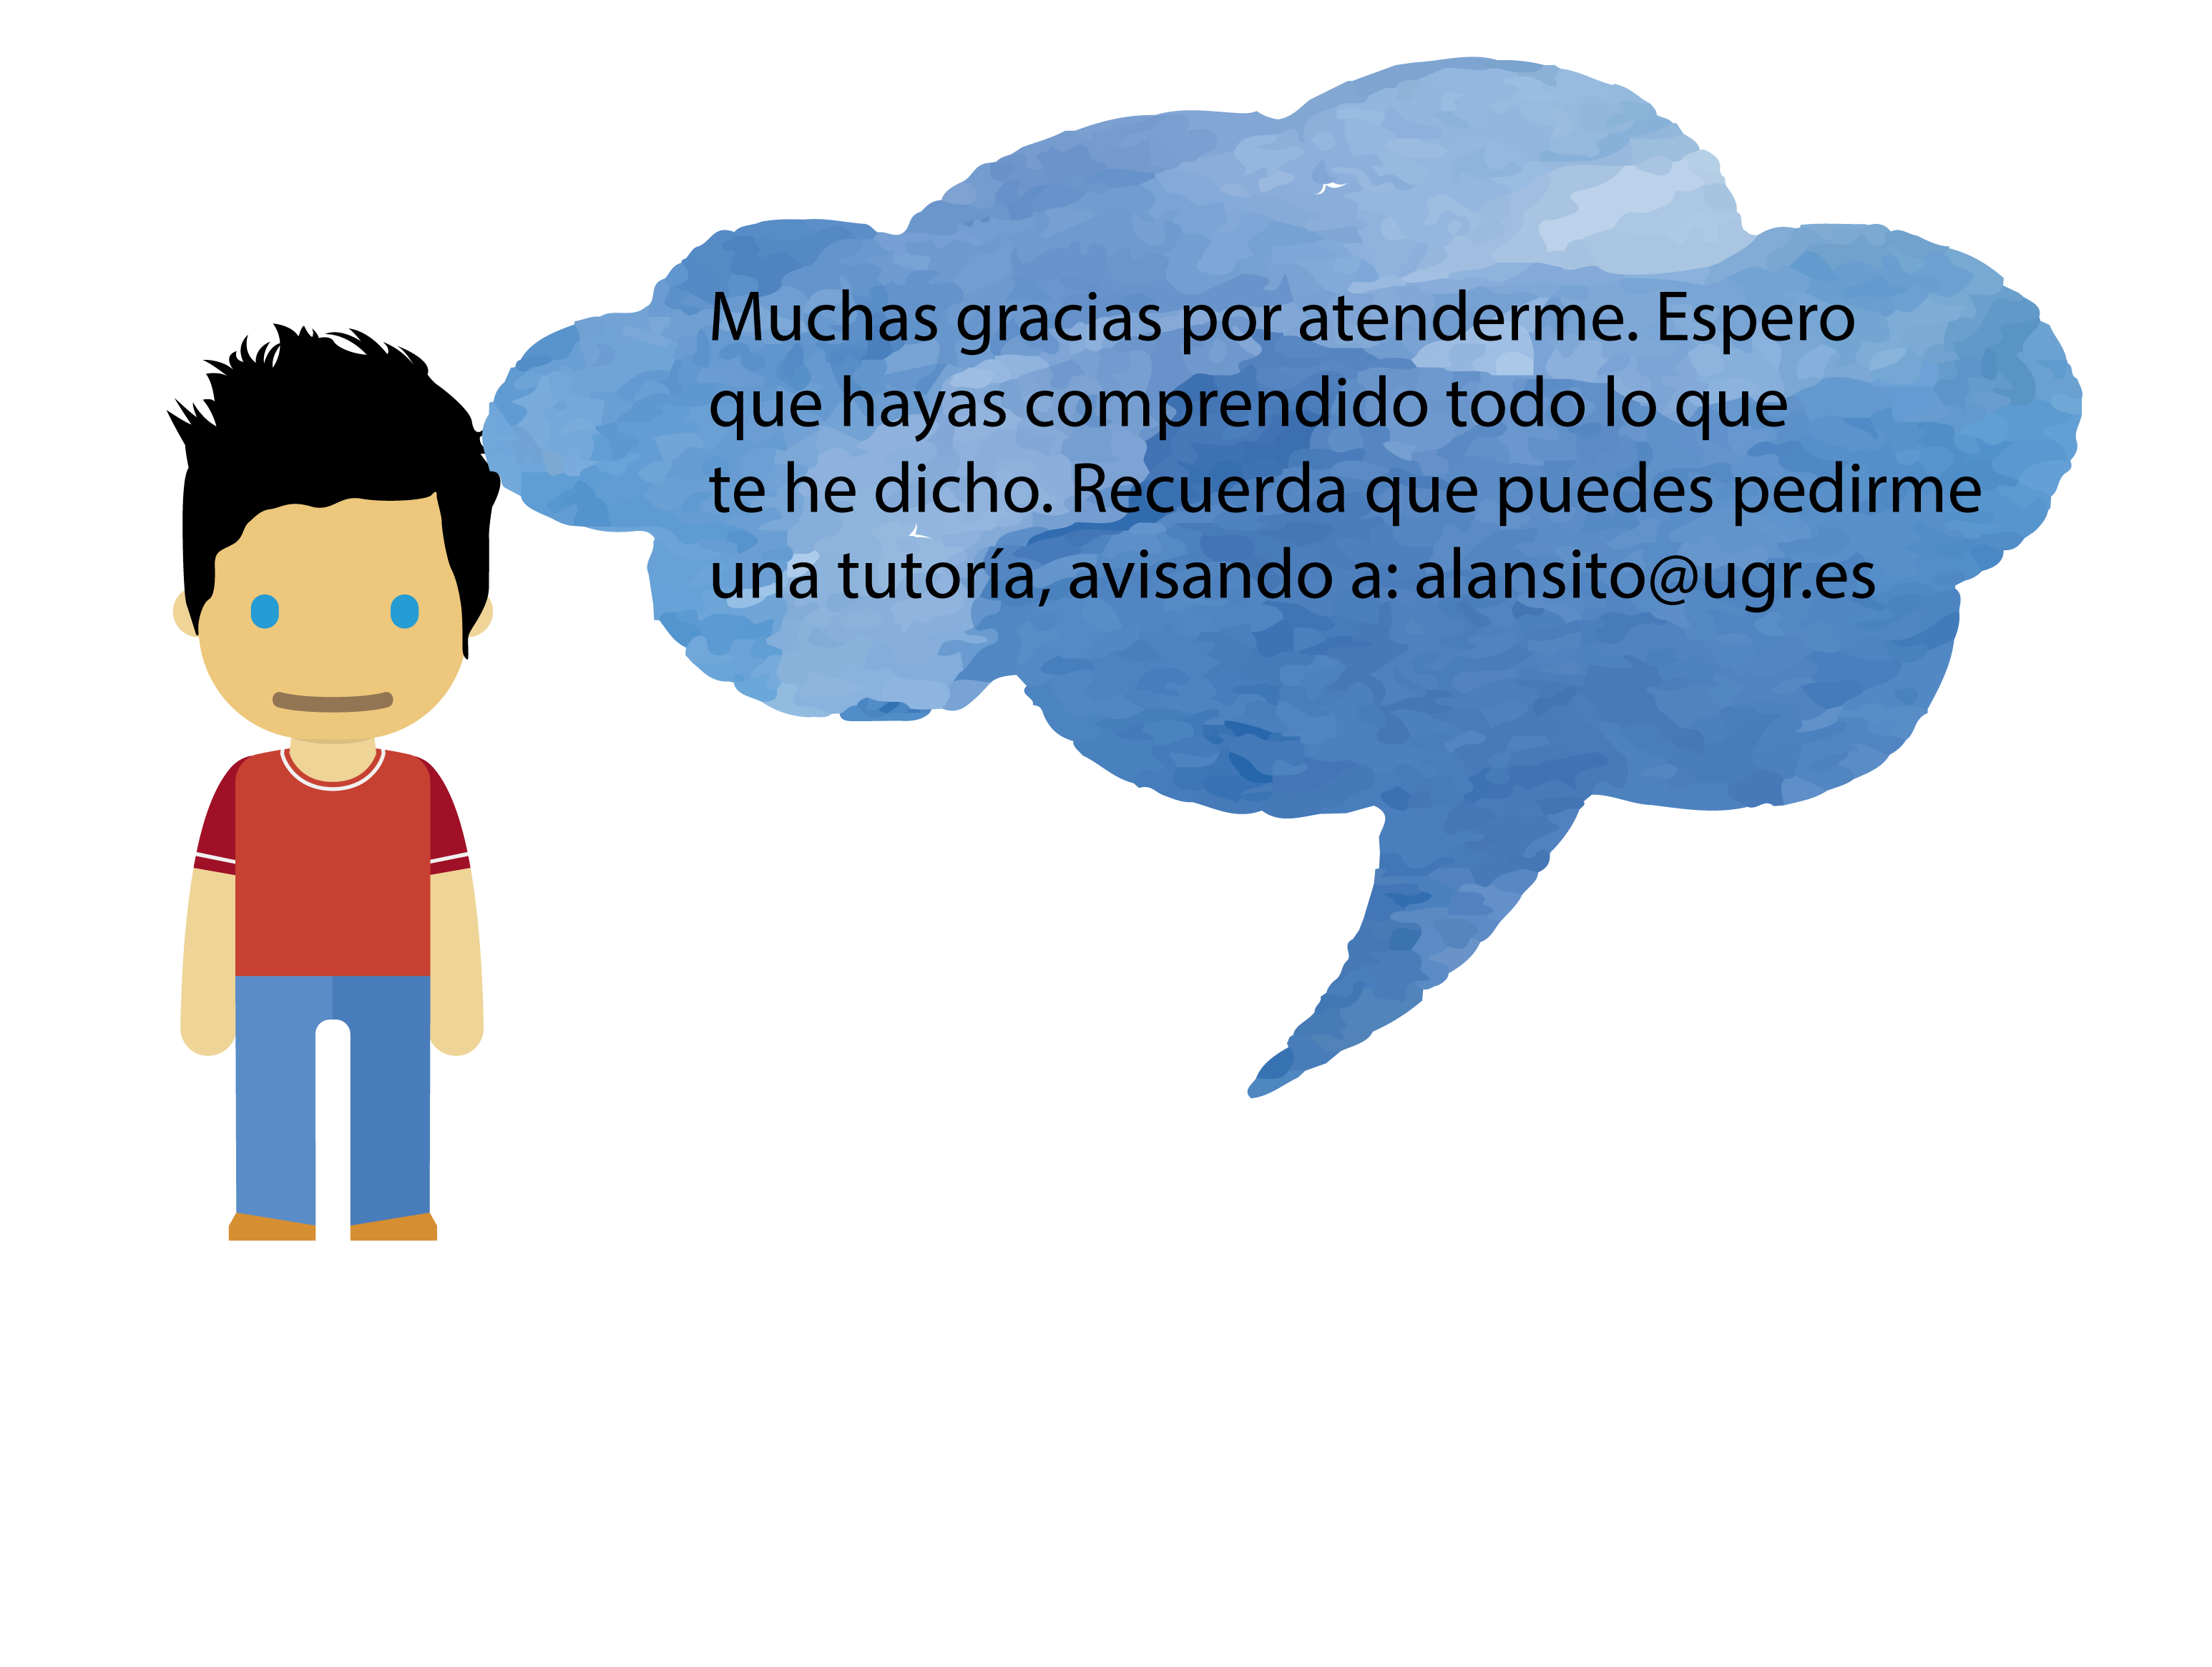 Muchas gracias por atenderme. Espero
que hayas comprendido todo lo que
te he dicho. Recuerda que puedes pedirme
una tutoría, avisando a: alansito@ugr.es